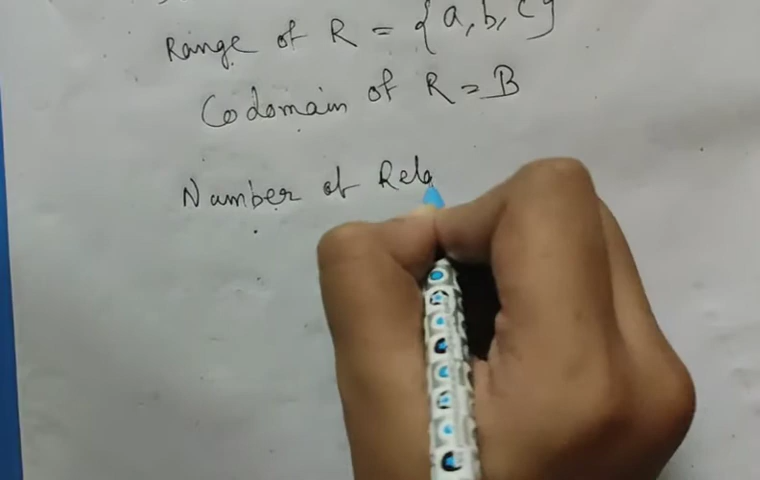 Range of R = {a, b, c}
Codomain of R = B
Number of Rela